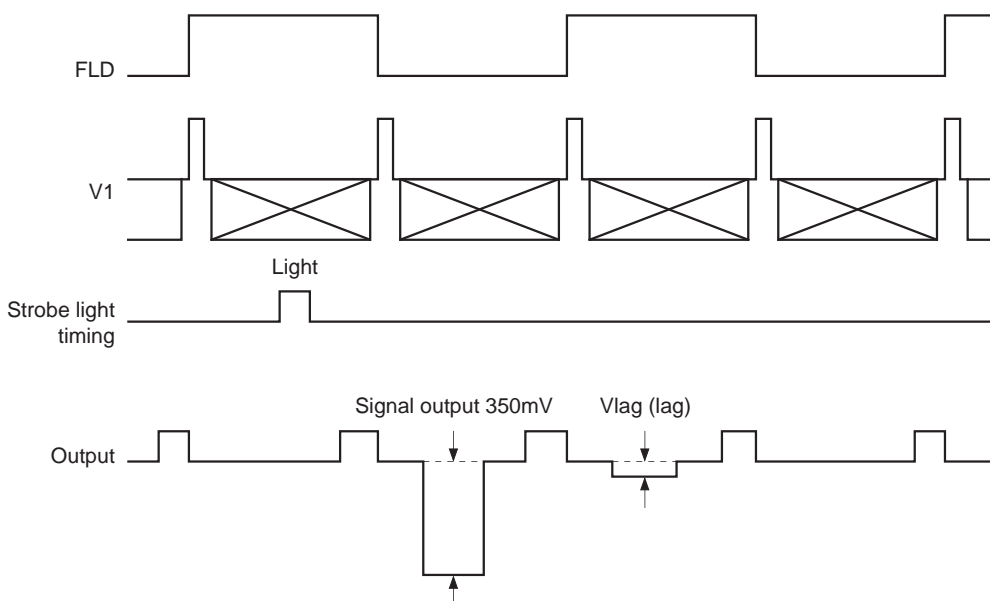 FLD
V1
Light
Strobe light
timing
Signal output 350mV
Vlag (lag)
Output